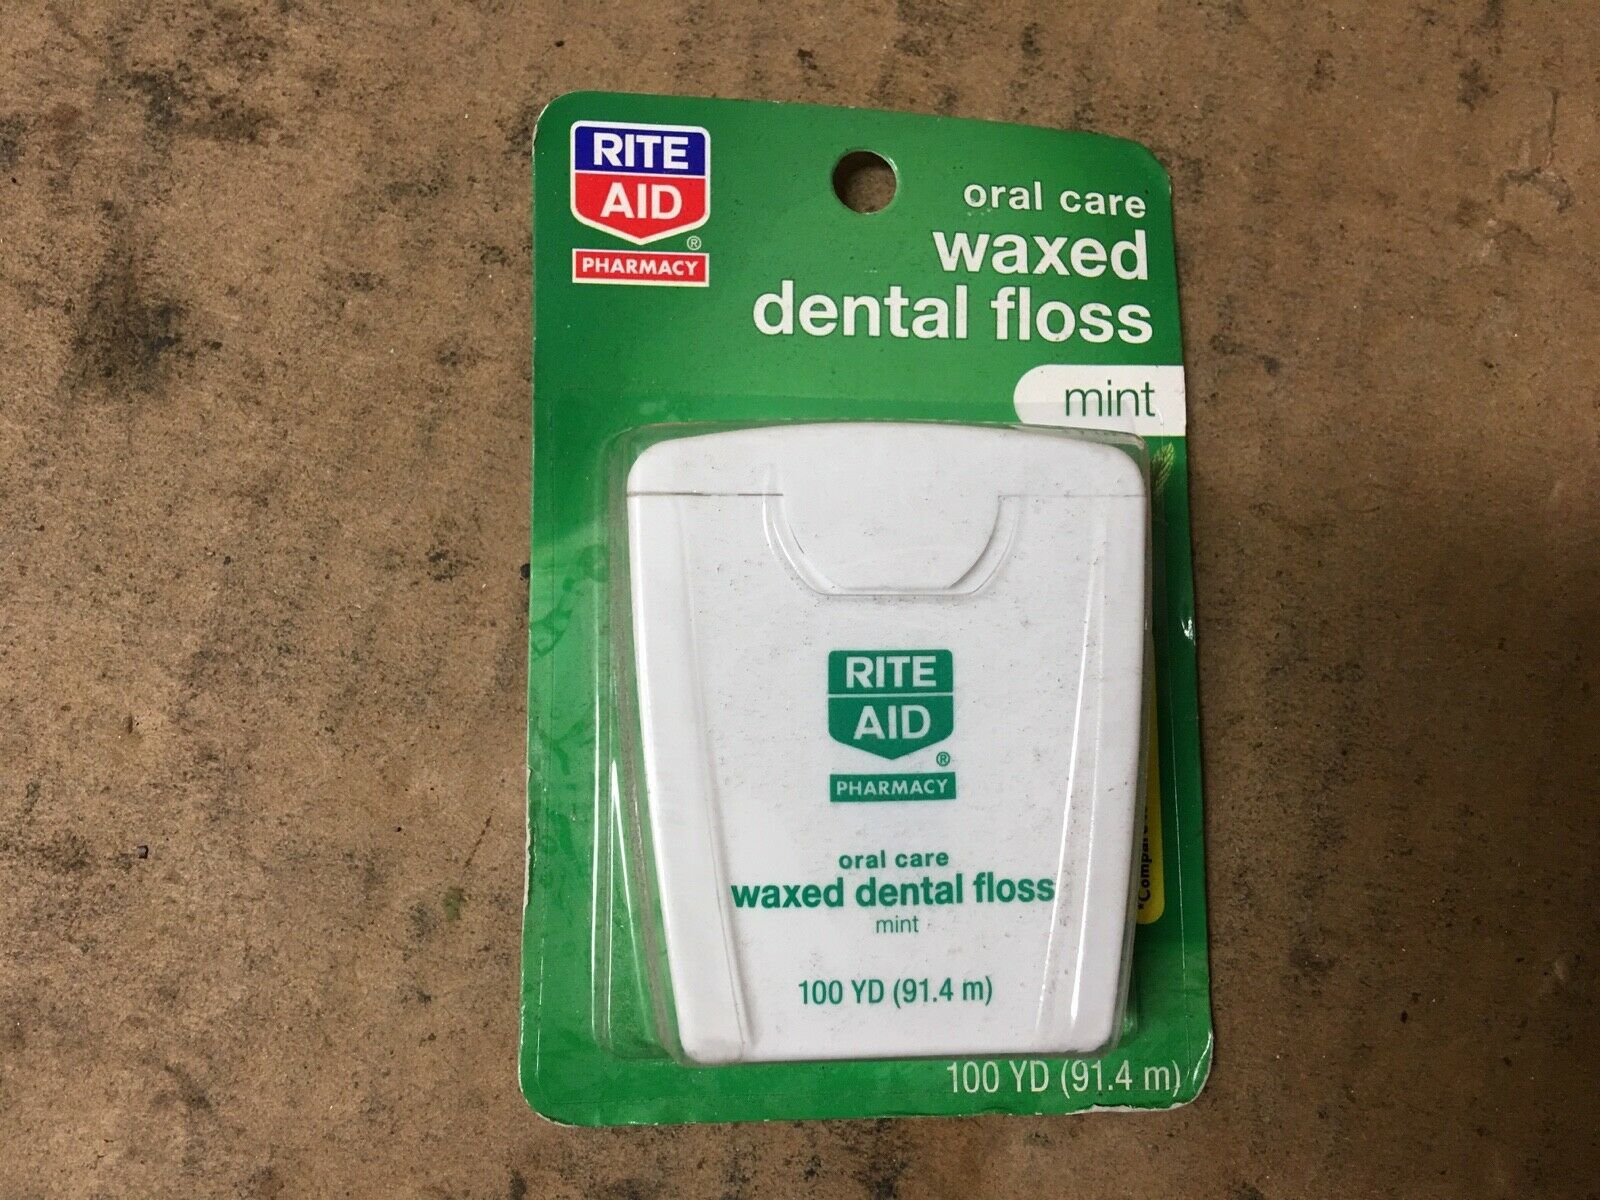 RITE
AID
®
PHARMACY
oral care
waxed
dental floss
mint
RITE
AID
®
PHARMACY
oral care
waxed dental floss
mint
100 YD (91.4 m)
100 YD (91.4 m)